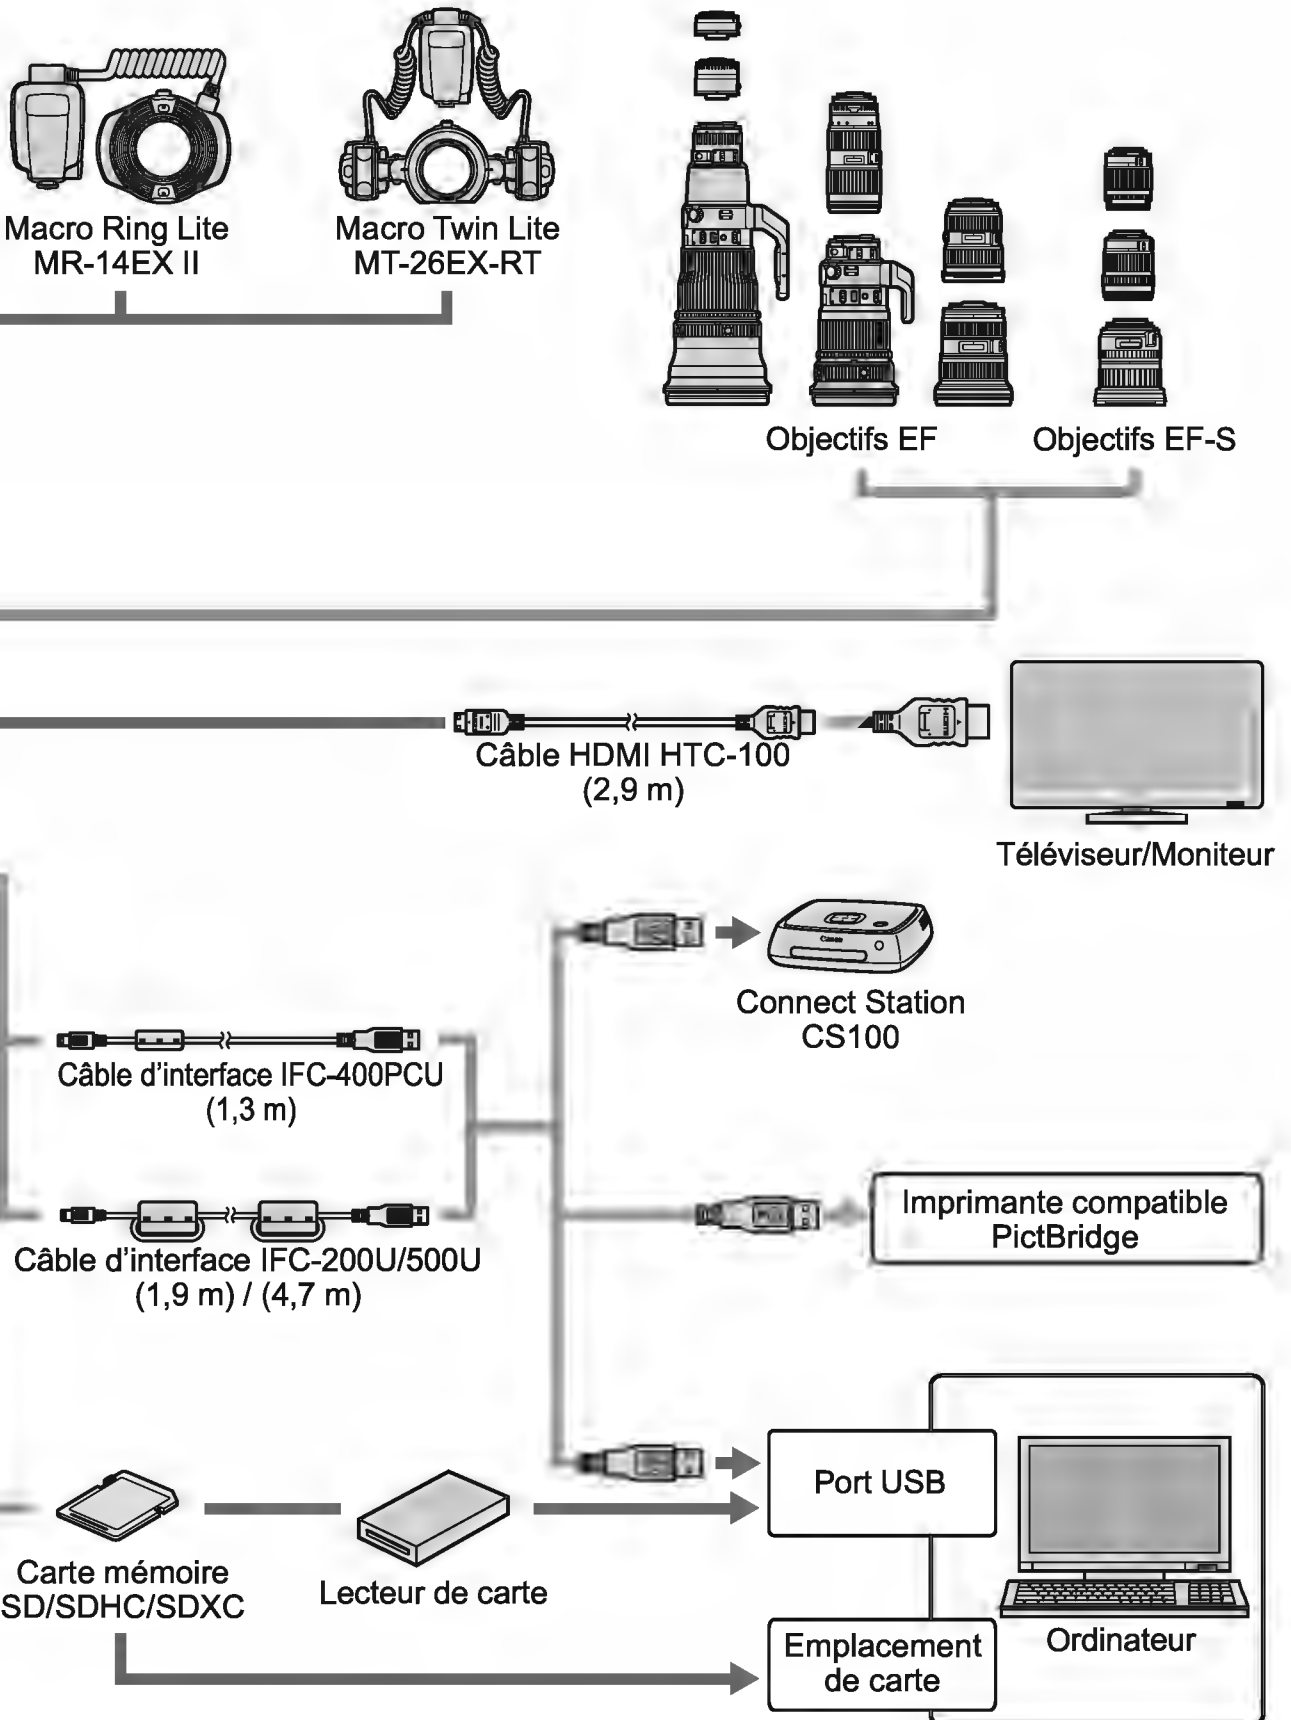 Macro Ring Lite
MR-14EX II
Macro Twin Lite
MT-26EX-RT
Objectifs EF
Objectifs EF-S
Câble HDMI HTC-100
(2,9 m)
Téléviseur/Moniteur
Canon
Connect Station
CS100
Câble d'interface IFC-400PCU
(1,3 m)
Câble d'interface IFC-200U/500U
(1,9 m) / (4,7 m)
Imprimante compatible
PictBridge
Port USB
Carte mémoire
SD/SDHC/SDXC
Lecteur de carte
Ordinateur
Emplacement
de carte